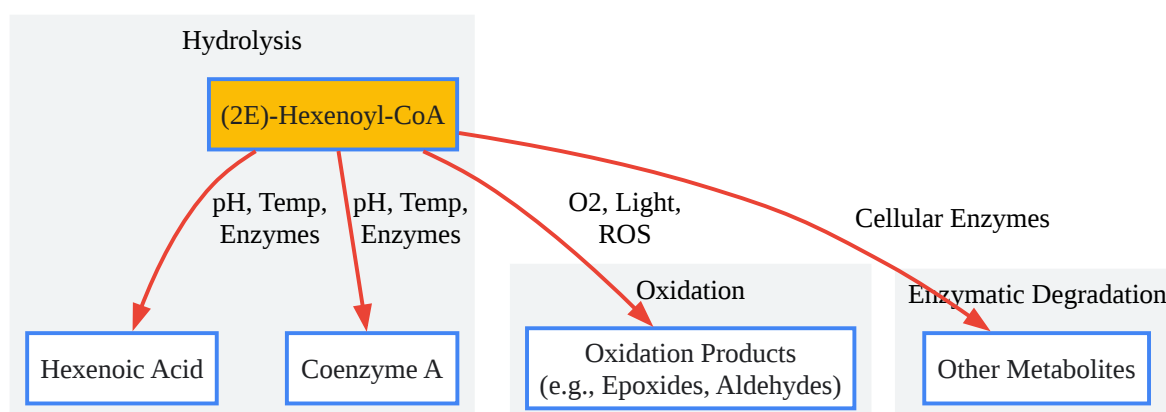 Hydrolysis
(2E)-Hexenoyl-CoA
pH, Temp,
Enzymes
pH, Temp,
Enzymes
O2, Light,
ROS
Cellular Enzymes
Oxidation
Enzymatic Degradation
Hexenoic Acid
Coenzyme A
Oxidation Products
(e.g., Epoxides, Aldehydes)
Other Metabolites